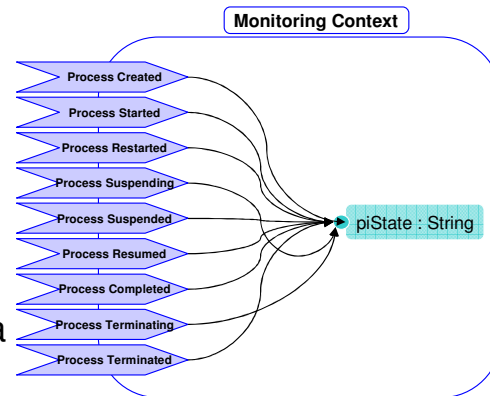 Monitoring Context
Process Created
Process Started
Process Restarted
Process Suspending
Process Suspended
piState : String
Process Resumed
Process Completed
Process Terminating
a
Process Terminated